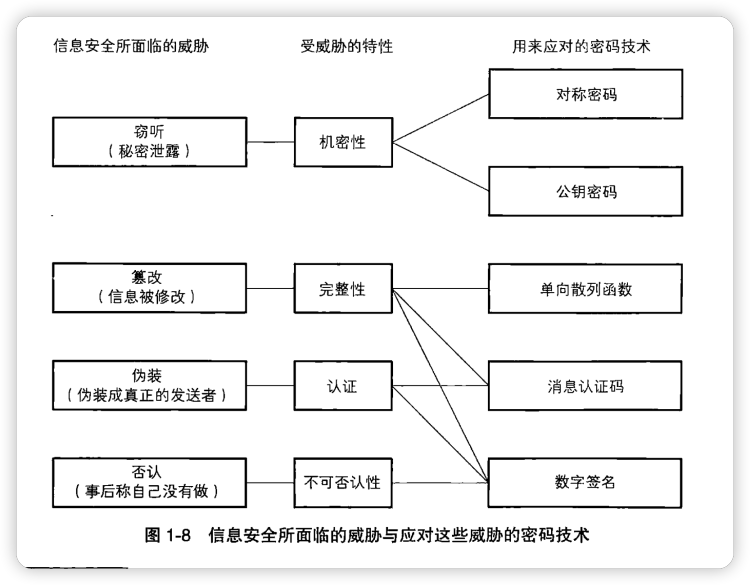 信息安全所面临的威胁
受威胁的特性
用来应对的密码技术
窃听
（秘密泄露）
机密性
对称密码
公钥密码
篡改
（信息被修改）
完整性
单向散列函数
伪装
（伪装成真正的发送者）
认证
消息认证码
否认
（事后称自己没有做）
不可否认性
数字签名
图 1-8 信息安全所面临的威胁与应对这些威胁的密码技术